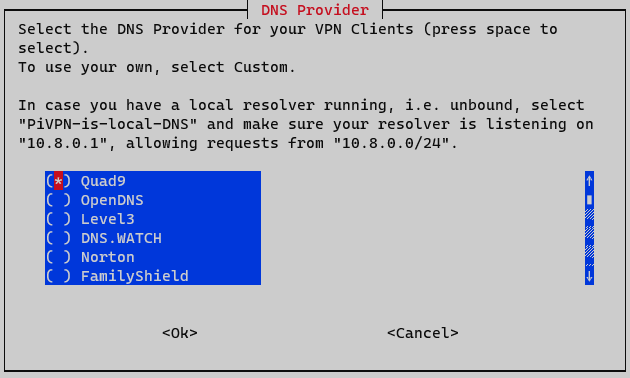 DNS Provider
Select the DNS Provider for your VPN Clients (press space to
select).
To use your own, select Custom.
In case you have a local resolver running, i.e. unbound, select
"PiVPN-is-local-DNS" and make sure your resolver is listening on
"10.8.0.1", allowing requests from "10.8.0.0/24".
(*) Quad9
( ) OpenDNS
( ) Level3
( ) DNS.WATCH
( ) Norton
( ) FamilyShield
<Ok> <Cancel>